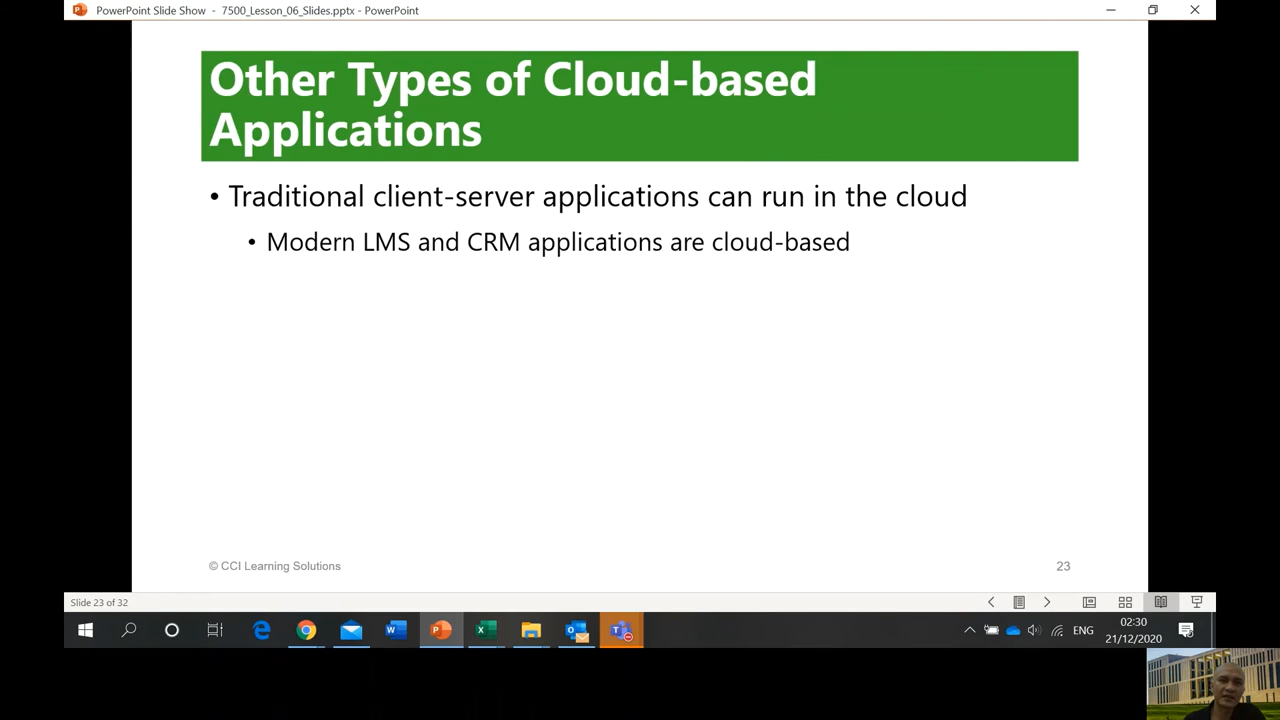 PowerPoint Slide Show - 7500_Lesson_06_Slides.pptx - PowerPoint
Other Types of Cloud-based
Applications
• Traditional client-server applications can run in the cloud
• Modern LMS and CRM applications are cloud-based
© CCI Learning Solutions
23
Slide 23 of 32
ENG
02:30
21/12/2020